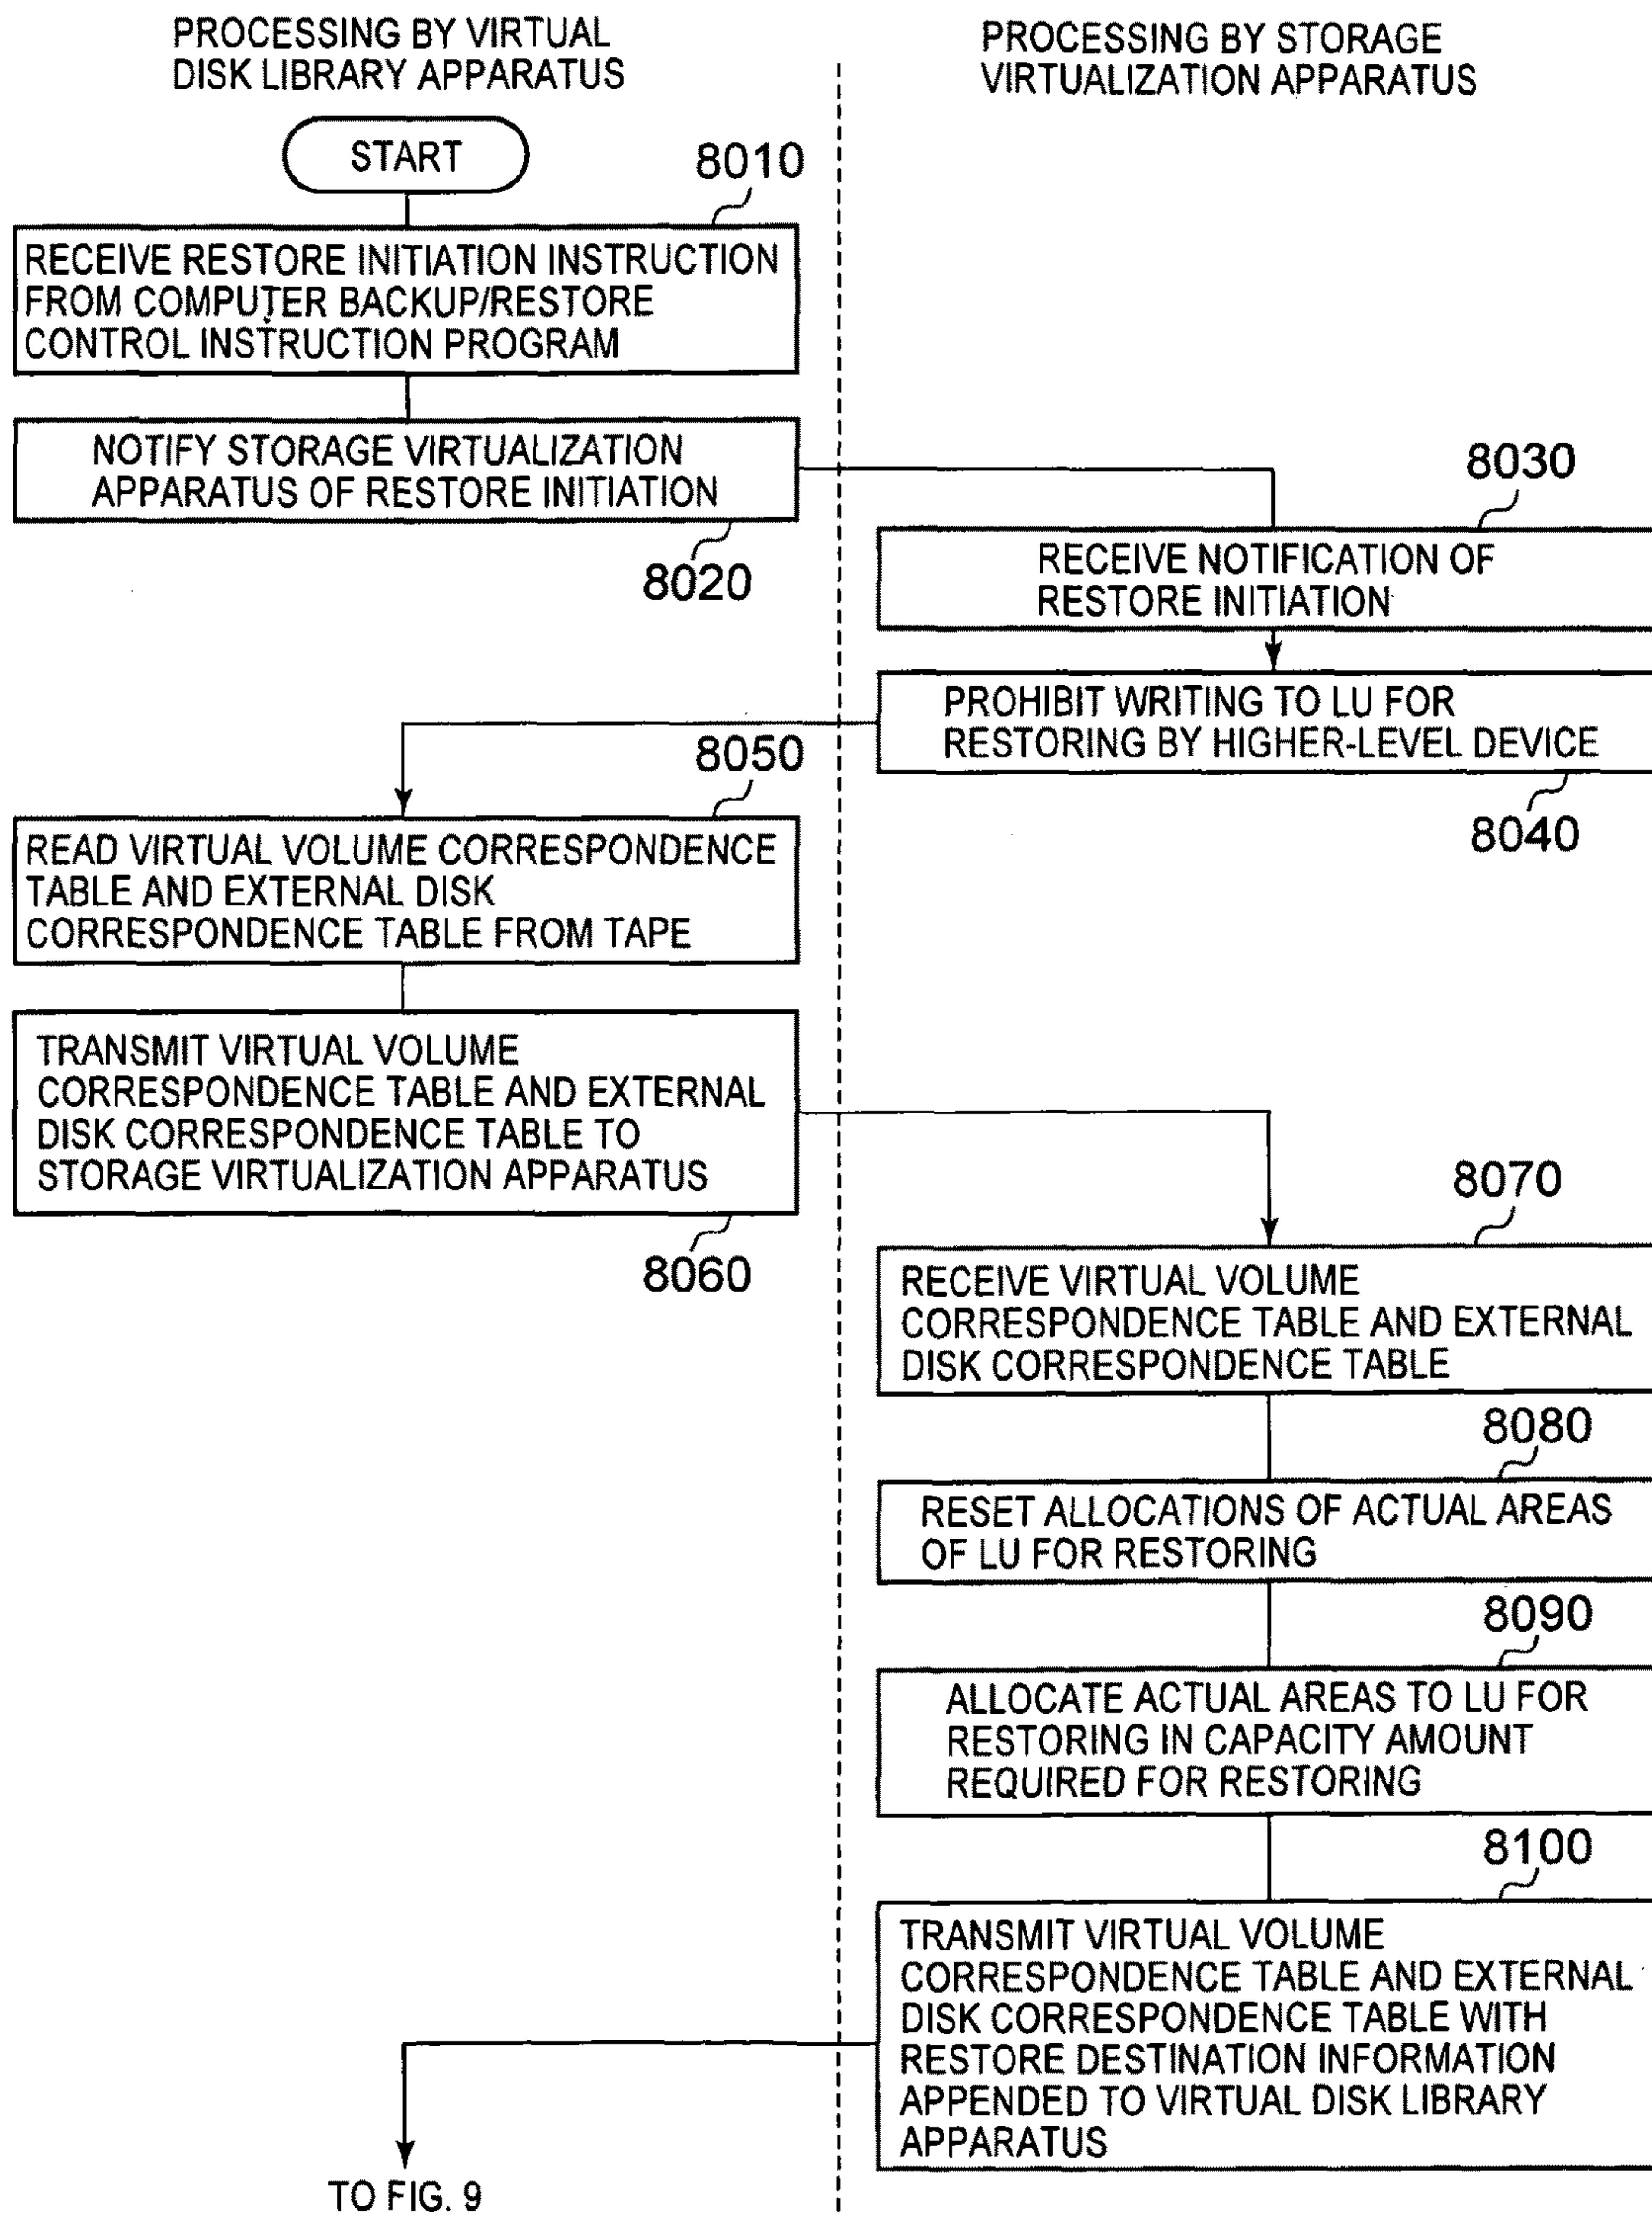 PROCESSING BY VIRTUAL
DISK LIBRARY APPARATUS
PROCESSING BY STORAGE
VIRTUALIZATION APPARATUS
START
8010
RECEIVE RESTORE INITIATION INSTRUCTION
FROM COMPUTER BACKUP/RESTORE
CONTROL INSTRUCTION PROGRAM
NOTIFY STORAGE VIRTUALIZATION
APPARATUS OF RESTORE INITIATION
8020
8030
RECEIVE NOTIFICATION OF
RESTORE INITIATION
PROHIBIT WRITING TO LU FOR
RESTORING BY HIGHER-LEVEL DEVICE
8040
8050
READ VIRTUAL VOLUME CORRESPONDENCE
TABLE AND EXTERNAL DISK
CORRESPONDENCE TABLE FROM TAPE
TRANSMIT VIRTUAL VOLUME
CORRESPONDENCE TABLE AND EXTERNAL
DISK CORRESPONDENCE TABLE TO
STORAGE VIRTUALIZATION APPARATUS
8060
8070
RECEIVE VIRTUAL VOLUME
CORRESPONDENCE TABLE AND EXTERNAL
DISK CORRESPONDENCE TABLE
8080
RESET ALLOCATIONS OF ACTUAL AREAS
OF LU FOR RESTORING
8090
ALLOCATE ACTUAL AREAS TO LU FOR
RESTORING IN CAPACITY AMOUNT
REQUIRED FOR RESTORING
8100
TRANSMIT VIRTUAL VOLUME
CORRESPONDENCE TABLE AND EXTERNAL
DISK CORRESPONDENCE TABLE WITH
RESTORE DESTINATION INFORMATION
APPENDED TO VIRTUAL DISK LIBRARY
APPARATUS
TO FIG. 9